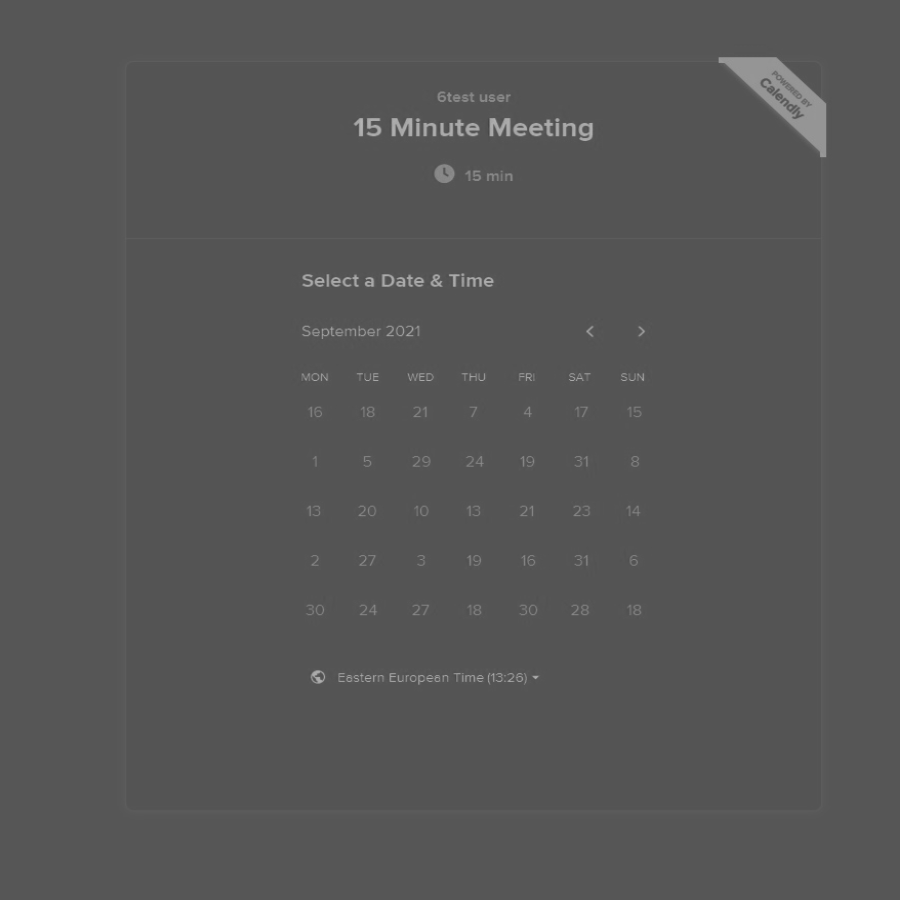 POWERED BY
Calendly
6test user
15 Minute Meeting
15 min
Select a Date & Time
September 2021
MON TUE WED THU FRI SAT SUN
16 18 21 7 4 17 15
1 5 29 24 19 31 8
13 20 10 13 21 23 14
2 27 3 19 16 31 6
30 24 27 18 30 28 18
Eastern European Time (13:26)